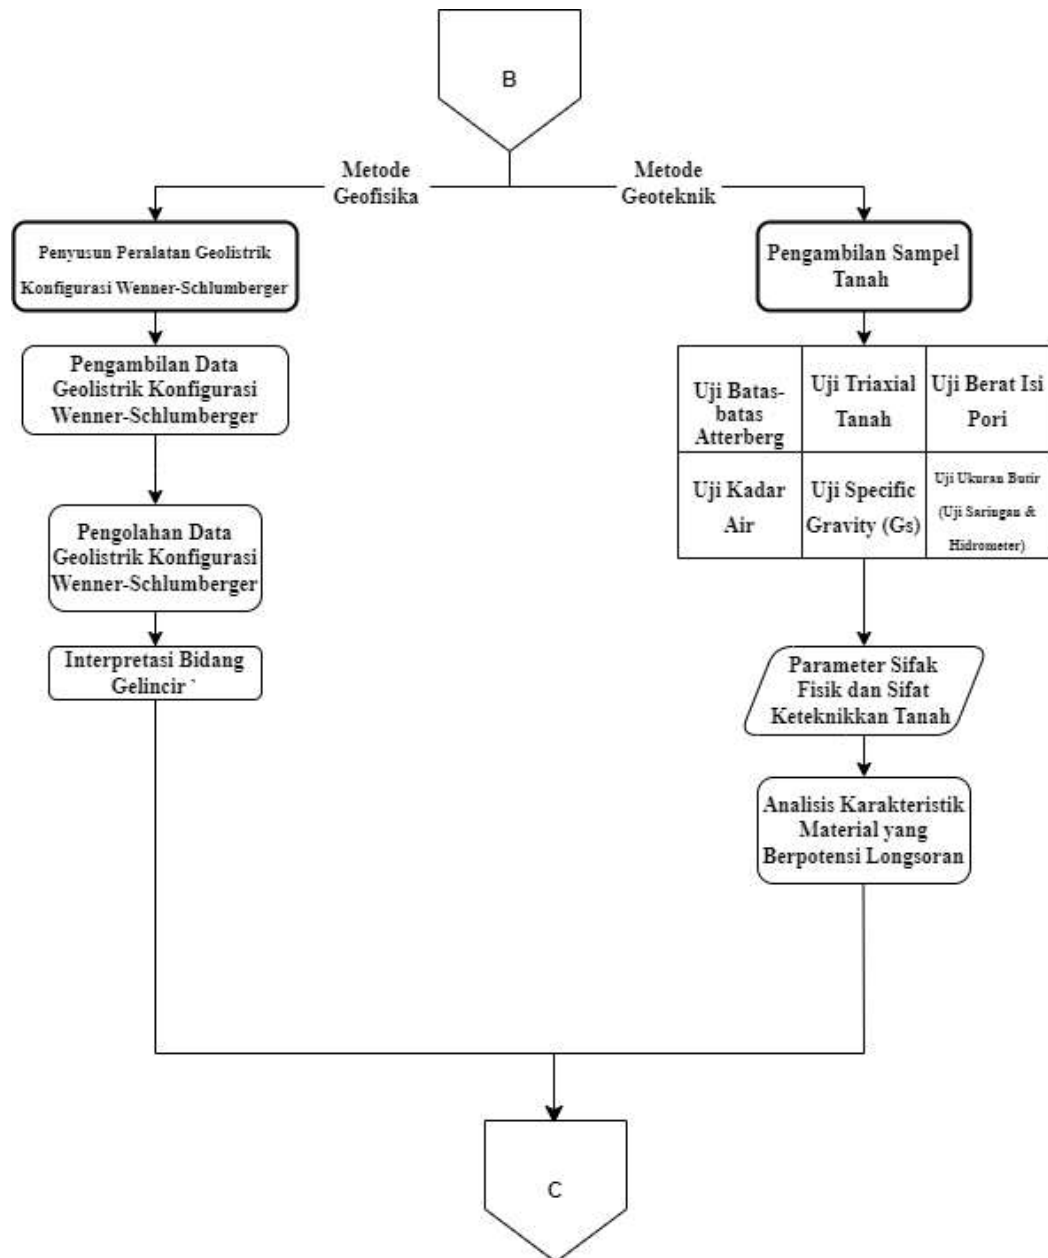 B
Metode
Geofisika
Metode
Geoteknik
Penyusun Peralatan Geolistrik
Konfigurasi Wenner-Schlumberger
Pengambilan Data
Geolistrik Konfigurasi
Wenner-Schlumberger
Pengolahan Data
Geolistrik Konfigurasi
Wenner-Schlumberger
Interpretasi Bidang
Gelincir `
Pengambilan Sampel
Tanah
Uji Batas-
batas
Atterberg
Uji Triaxial
Tanah
Uji Berat Isi
Pori
Uji Kadar
Air
Uji Specific
Gravity (Gs)
Uji Ukuran Butir
(Uji Saringan &
Hidrometer)
Parameter Sifak
Fisik dan Sifat
Keteknikkan Tanah
Analisis Karakteristik
Material yang
Berpotensi Longsoran
C